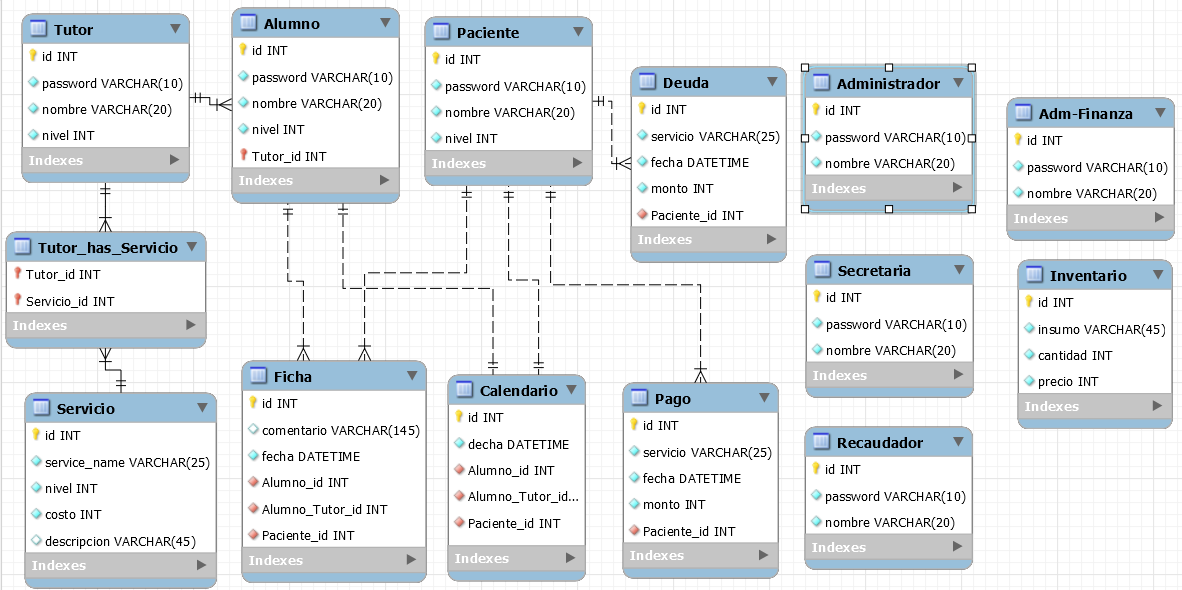 Tutor
id INT
password VARCHAR(10)
nombre VARCHAR(20)
nivel INT
Indexes
Alumno
id INT
password VARCHAR(10)
nombre VARCHAR(20)
nivel INT
Tutor_id INT
Indexes
Paciente
id INT
password VARCHAR(10)
nombre VARCHAR(20)
nivel INT
Indexes
Deuda
id INT
servicio VARCHAR(25)
fecha DATETIME
monto INT
Paciente_id INT
Indexes
Administrador
id INT
password VARCHAR(10)
nombre VARCHAR(20)
Indexes
Adm-Finanza
id INT
password VARCHAR(10)
nombre VARCHAR(20)
Indexes
Tutor_has_Servicio
Tutor_id INT
Servicio_id INT
Indexes
Secretaria
id INT
password VARCHAR(10)
nombre VARCHAR(20)
Indexes
Inventario
id INT
insumo VARCHAR(45)
cantidad INT
precio INT
Indexes
Servicio
id INT
service_name VARCHAR(25)
nivel INT
costo INT
descripcion VARCHAR(45)
Indexes
Ficha
id INT
comentario VARCHAR(145)
fecha DATETIME
Alumno_id INT
Alumno_Tutor_id INT
Paciente_id INT
Indexes
Calendario
id INT
decha DATETIME
Alumno_id INT
Alumno_Tutor_id...
Paciente_id INT
Indexes
Pago
id INT
servicio VARCHAR(25)
fecha DATETIME
monto INT
Paciente_id INT
Indexes
Recaudador
id INT
password VARCHAR(10)
nombre VARCHAR(20)
Indexes